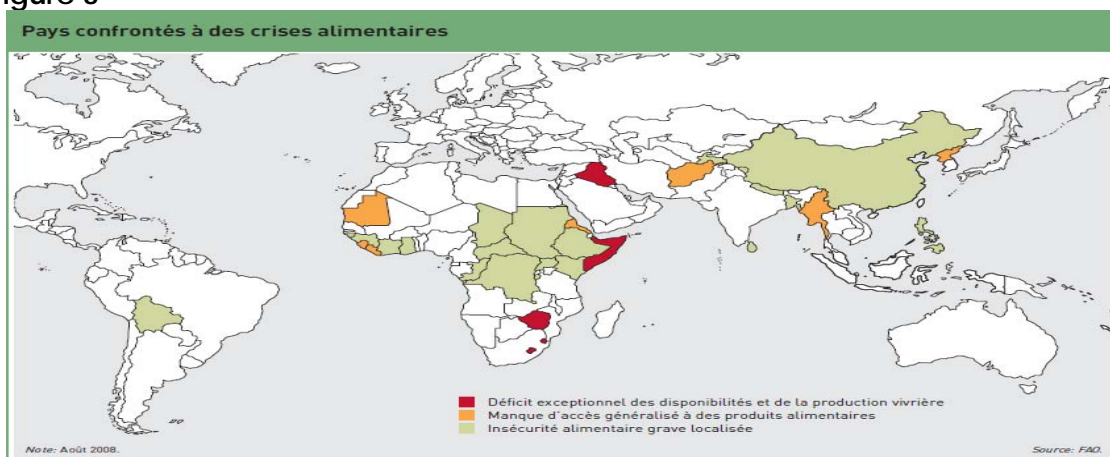 Pays confrontés à des crises alimentaires
Déficit exceptionnel des disponibilités et de la production vivrière
Manque d'accès généralisé à des produits alimentaires
Insécurité alimentaire grave localisée
Note: Août 2008.
Source: FAO.